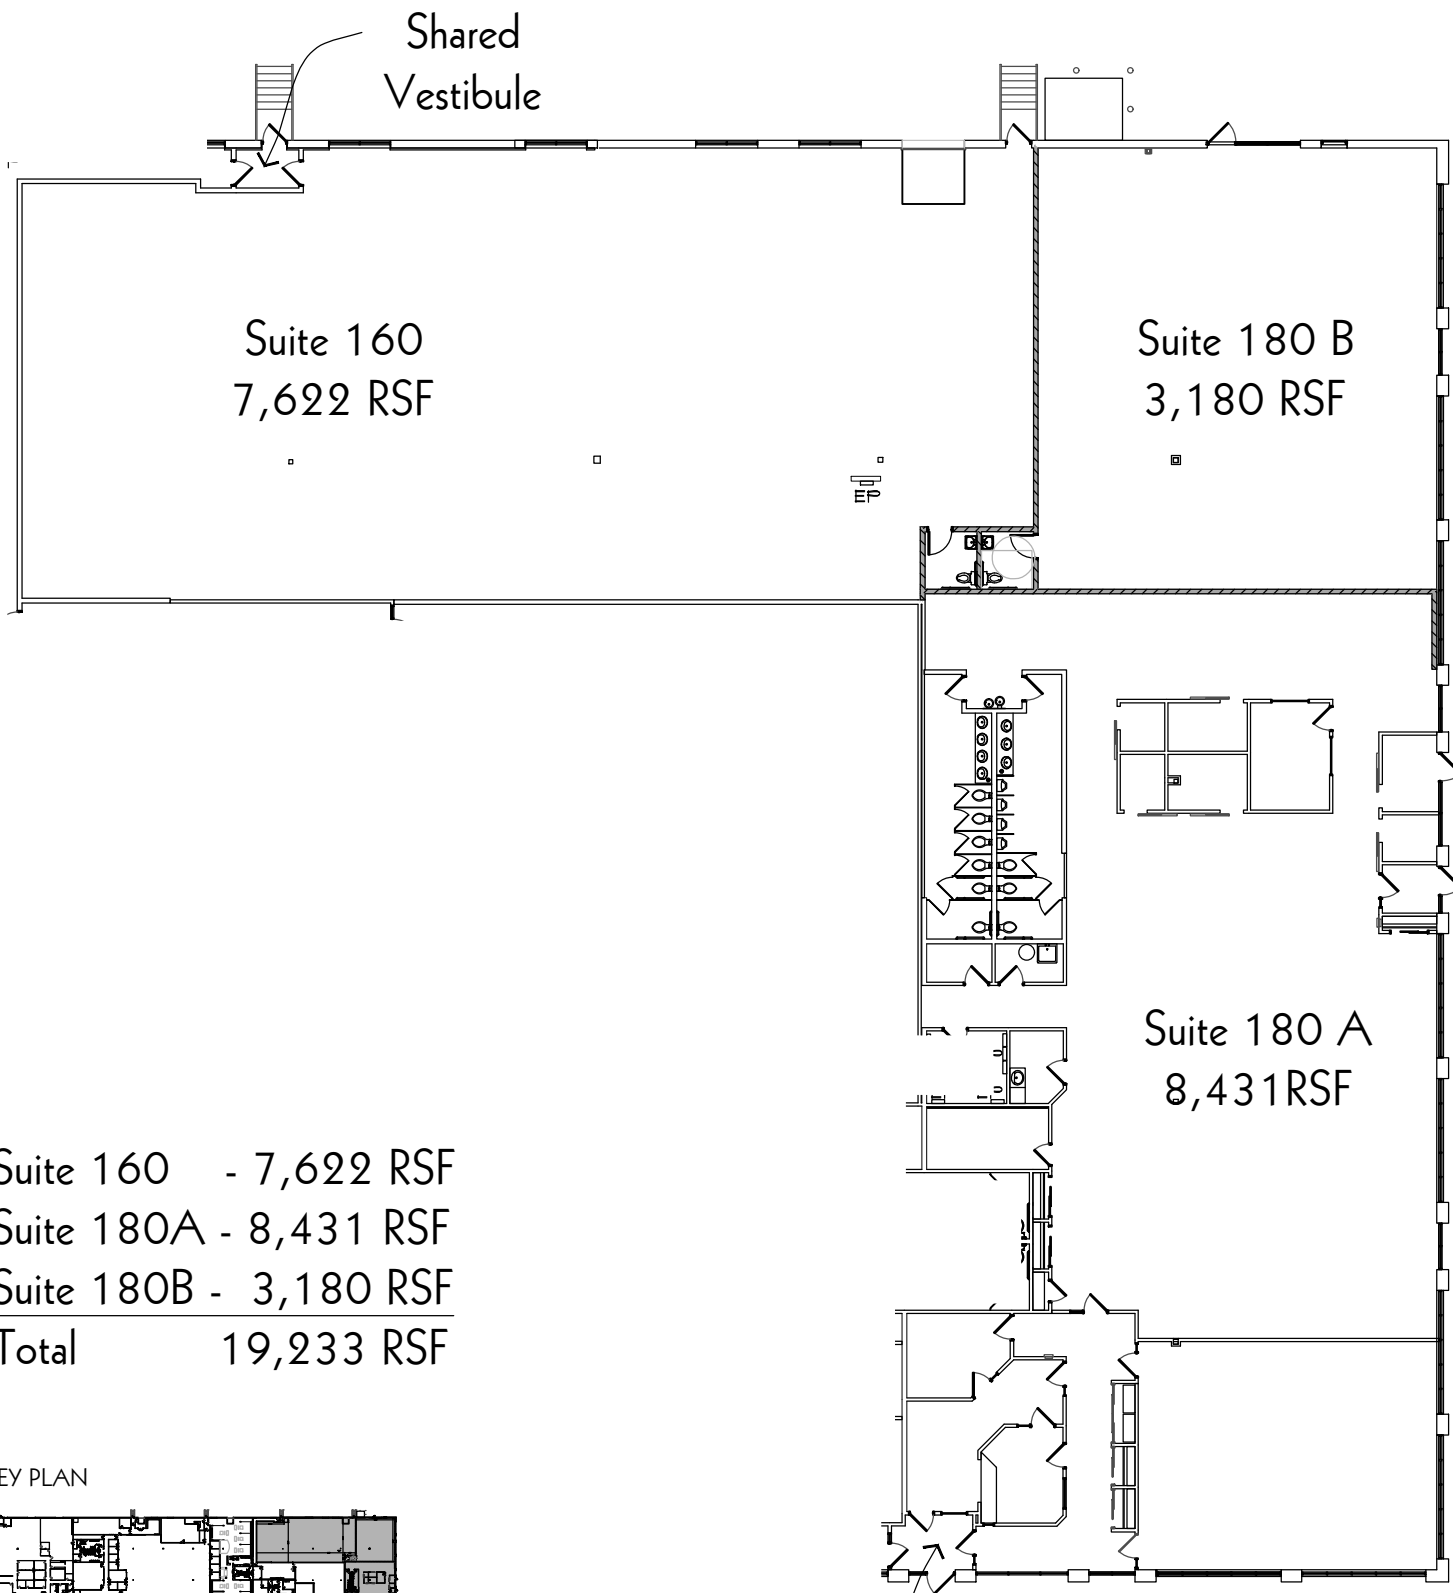 Shared
Vestibule
Suite 160
7,622 RSF
Suite 180 B
3,180 RSF
EP
Suite 180 A
8,431RSF
Suite 160 - 7,622 RSF
Suite 180A - 8,431 RSF
Suite 180B - 3,180 RSF
Total 19,233 RSF
EY PLAN